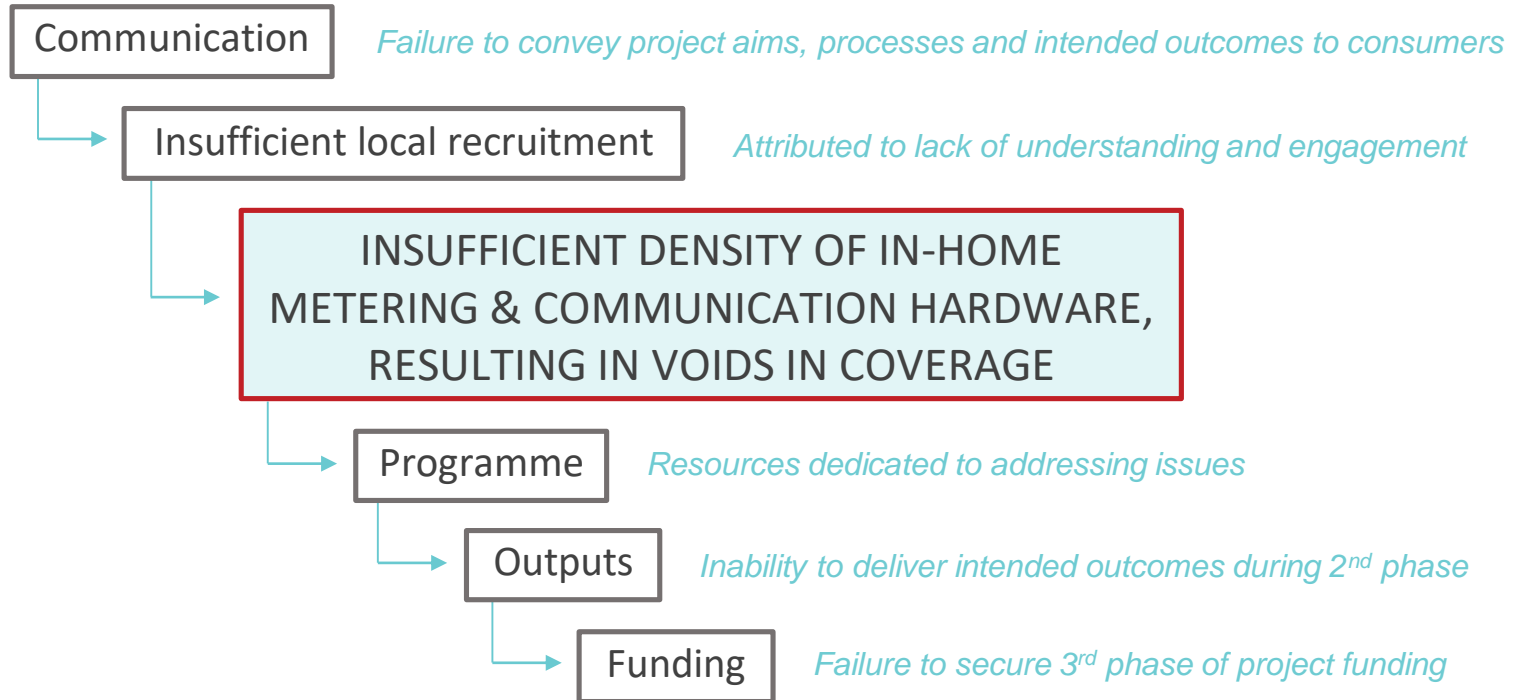 Communication
Failure to convey project aims, processes and intended outcomes to consumers
Insufficient local recruitment
Attributed to lack of understanding and engagement
INSUFFICIENT DENSITY OF IN-HOME
METERING & COMMUNICATION HARDWARE,
RESULTING IN VOIDS IN COVERAGE
Programme
Resources dedicated to addressing issues
Outputs
Inability to deliver intended outcomes during 2nd phase
Funding
Failure to secure 3rd phase of project funding